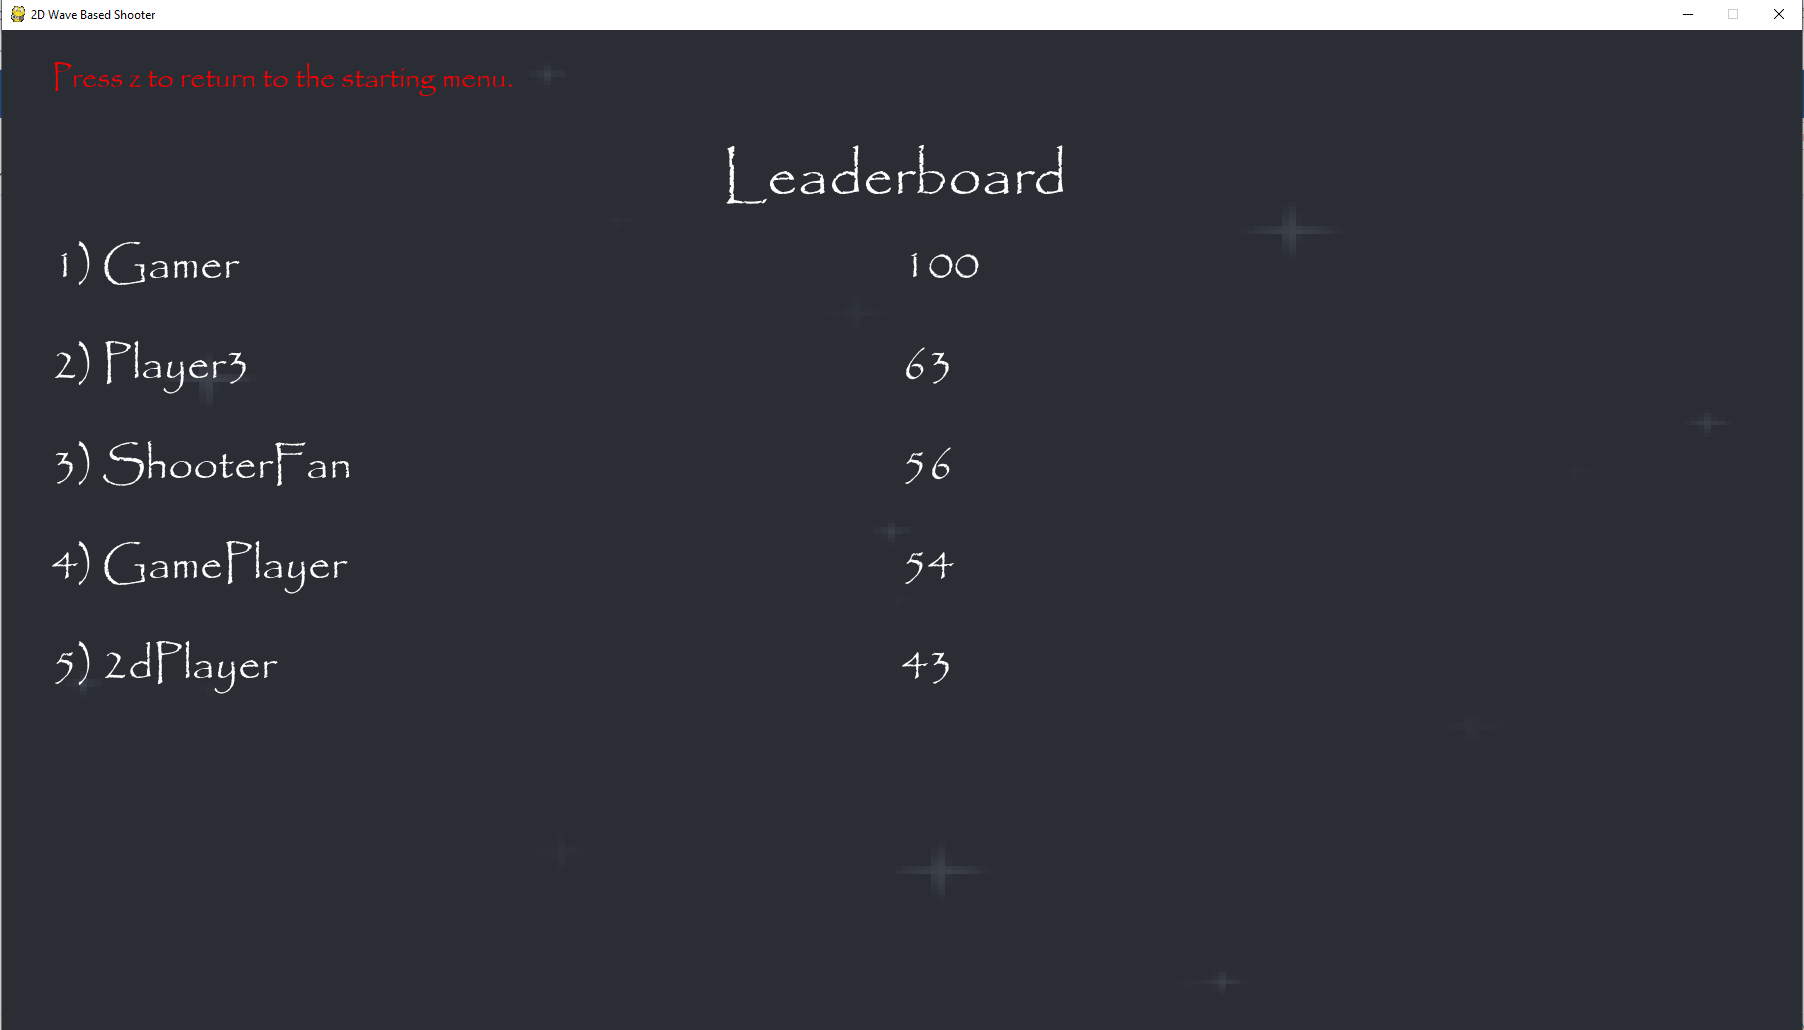 2D Wave Based Shooter
Press z to return to the starting menu.
Leaderboard
1) Gamer 100
2) Player3 63
3) ShooterFan 56
4) GamePlayer 54
5) 2dPlayer 43